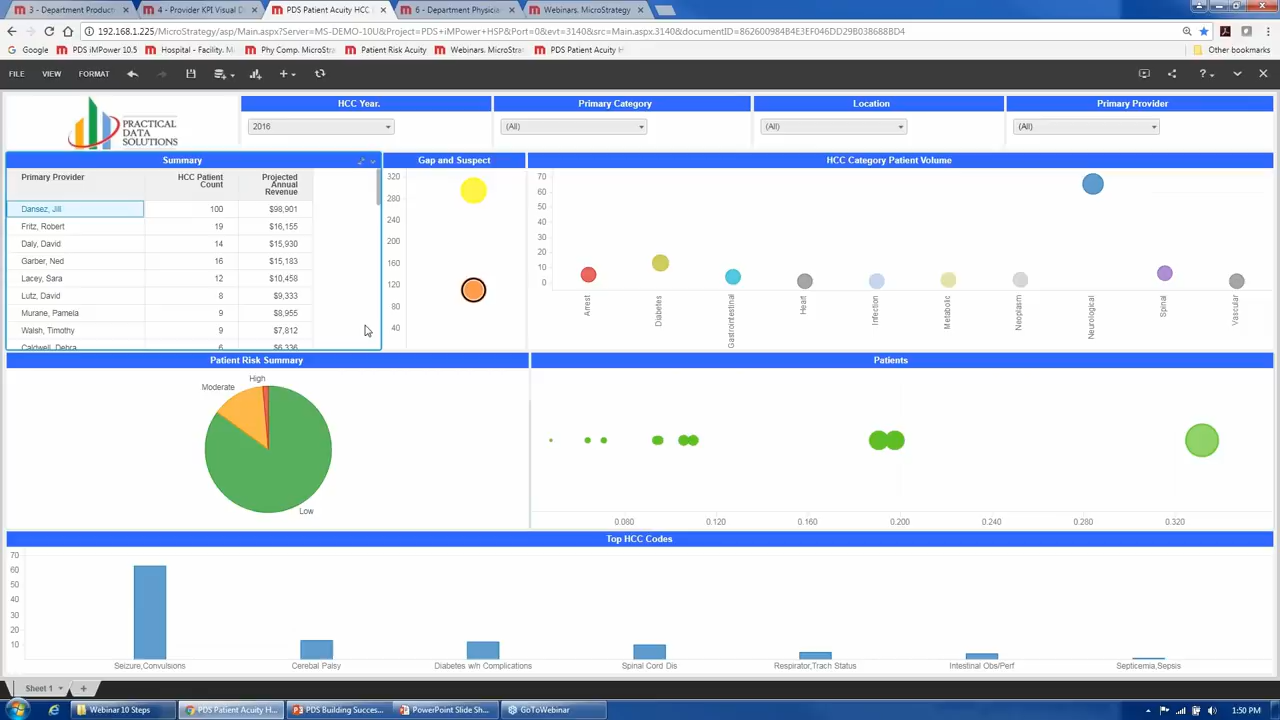 3 - Department Product
4 - Provider KPI Visual D
PDS Patient Acuity HCC
6 - Department Physicia
Webinars. MicroStrategy
192.168.1.225/MicroStrategy/asp/Main.aspx?Server=MS-DEMO-10U&Project=PDS+iMPower+HSP&Port=0&evt=3140&src=Main.aspx.3140&documentID=862600984B4E3EF046DD29B038688BD4
Google
PDS iMPower 10.5
Hospital - Facility. M
Phy Comp. MicroStra
Patient Risk Acuity
Webinars. MicroStra
PDS Patient Acuity H
Other bookmarks
FILE VIEW FORMAT
PRACTICAL
DATA
SOLUTIONS
HCC Year.
Primary Category
Location
Primary Provider
2016
(All)
(All)
(All)
Summary
Primary Provider
HCC Patient
Count
Projected
Annual
Revenue
Dansez, Jill 100 $98,901
Fritz, Robert 19 $16,155
Daly, David 14 $15,930
Garber, Ned 16 $15,183
Lacey, Sara 12 $10,458
Lutz, David 8 $9,333
Murane, Pamela 9 $8,955
Walsh, Timothy 9 $7,812
Caldwell, Debra 6 $6,336
Gap and Suspect
320
280
240
200
160
120
80
40
HCC Category Patient Volume
70
60
50
40
30
20
10
0
Arrest
Diabetes
Gastrointestinal
Heart
Infection
Metabolic
Neoplasm
Neurological
Spinal
Vascular
Patient Risk Summary
High
Moderate
Low
Patients
0.080 0.120 0.160 0.200 0.240 0.280 0.320
Top HCC Codes
70
60
50
40
30
20
10
Seizure,Convulsions
Cerebal Palsy
Diabetes w/h Complications
Spinal Cord Dis
Respirator,Trach Status
Intestinal Obs/Perf
Septicemia,Sepsis
Sheet 1
Webinar 10 Steps
PDS Patient Acuity H...
PDS Building Succes...
PowerPoint Slide Sh...
GoToWebinar
1:50 PM